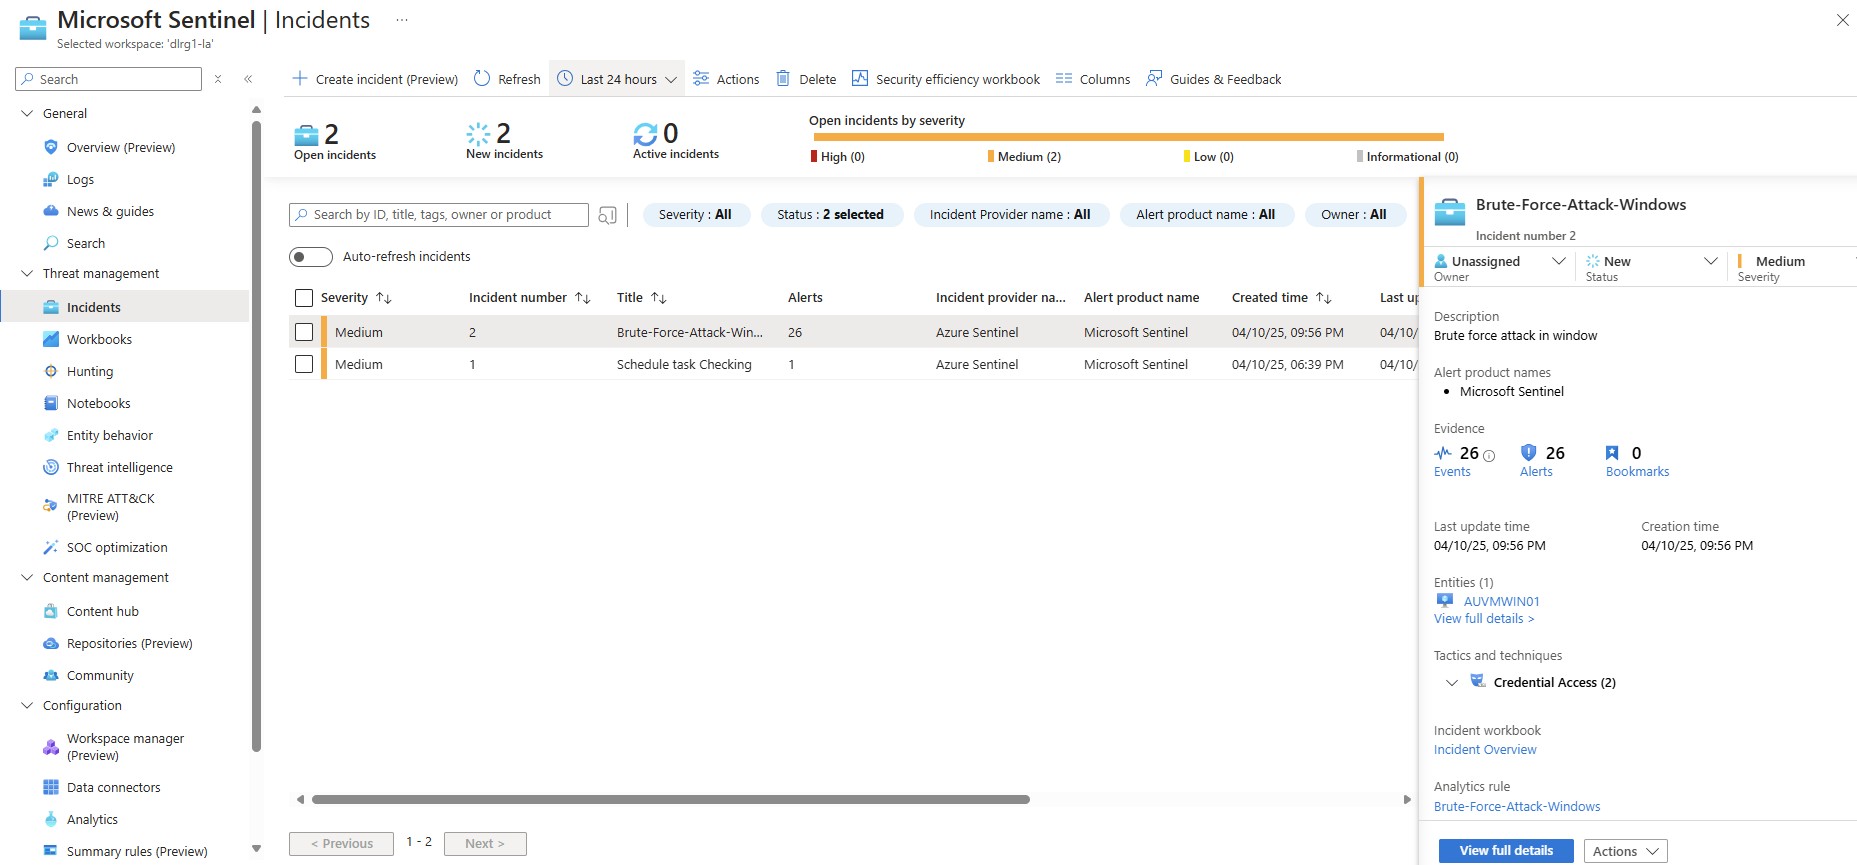 Microsoft Sentinel | Incidents ...
Selected workspace: 'dlrg1-la'
Search
General
Overview (Preview)
Logs
News & guides
Search
Threat management
Incidents
Workbooks
Hunting
Notebooks
Entity behavior
Threat intelligence
MITRE ATT&CK
(Preview)
SOC optimization
Content management
Content hub
Repositories (Preview)
Community
Configuration
Workspace manager
(Preview)
Data connectors
Analytics
Summary rules (Preview)
Create incident (Preview) Refresh Last 24 hours Actions Delete Security efficiency workbook Columns Guides & Feedback
2 Open incidents
2 New incidents
0 Active incidents
Open incidents by severity
High (0) Medium (2) Low (0) Informational (0)
Search by ID, title, tags, owner or product
Severity : All Status : 2 selected Incident Provider name : All Alert product name : All Owner : All
Auto-refresh incidents
Severity Incident number Title Alerts Incident provider na... Alert product name Created time Last up
Medium 2 Brute-Force-Attack-Win... 26 Azure Sentinel Microsoft Sentinel 04/10/25, 09:56 PM 04/10/
Medium 1 Schedule task Checking 1 Azure Sentinel Microsoft Sentinel 04/10/25, 06:39 PM 04/10/
< Previous 1 - 2 Next >
Brute-Force-Attack-Windows
Incident number 2
Unassigned New Medium
Owner Status Severity
Description
Brute force attack in window
Alert product names
• Microsoft Sentinel
Evidence
26 26 0
Events Alerts Bookmarks
Last update time Creation time
04/10/25, 09:56 PM 04/10/25, 09:56 PM
Entities (1)
AUVMWIN01
View full details >
Tactics and techniques
Credential Access (2)
Incident workbook
Incident Overview
Analytics rule
Brute-Force-Attack-Windows
View full details Actions